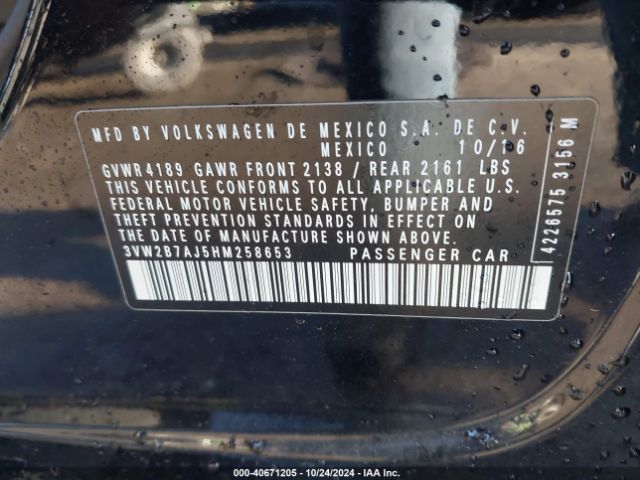 MFD BY VOLKSWAGEN DE MEXICO S.A. DE C.V.
MEXICO 10/16
GVWR 4189 GAWR FRONT 2138 / REAR 2161 LBS
THIS VEHICLE CONFORMS TO ALL APPLICABLE U.S.
FEDERAL MOTOR VEHICLE SAFETY, BUMPER AND
THEFT PREVENTION STANDARDS IN EFFECT ON
THE DATE OF MANUFACTURE SHOWN ABOVE.
3VW2B7AJ5HM258653 PASSENGER CAR
4226575 3156 M
000-40671205 - 10/24/2024 - IAA Inc.